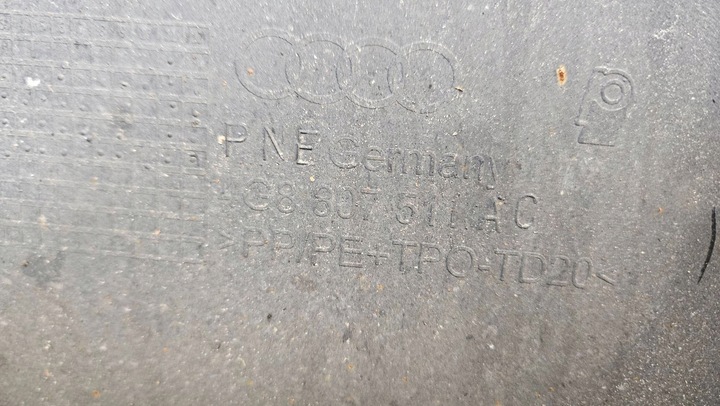 PNE Germany
807 511 AC
>PP/PE+TPO-TD20<